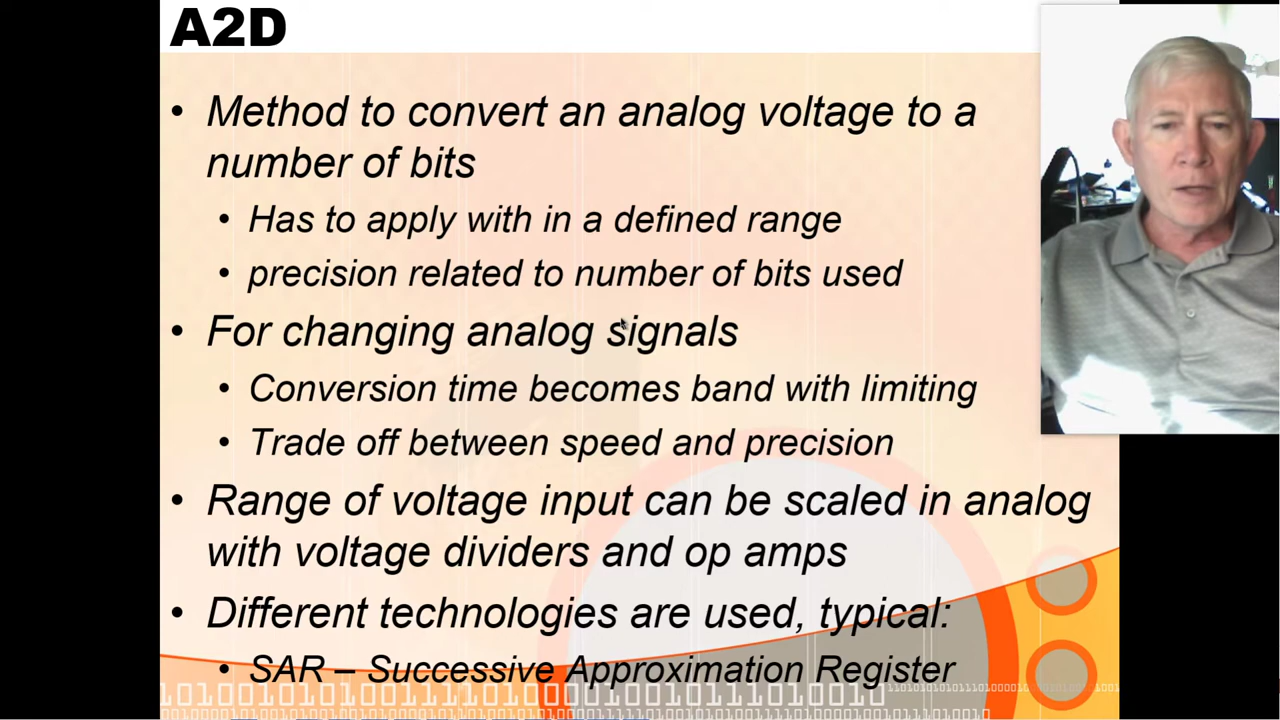 A2D
• Method to convert an analog voltage to a
number of bits
• Has to apply with in a defined range
• precision related to number of bits used
• For changing analog signals
• Conversion time becomes band with limiting
• Trade off between speed and precision
• Range of voltage input can be scaled in analog
with voltage dividers and op amps
• Different technologies are used, typical:
• SAR – Successive Approximation Register